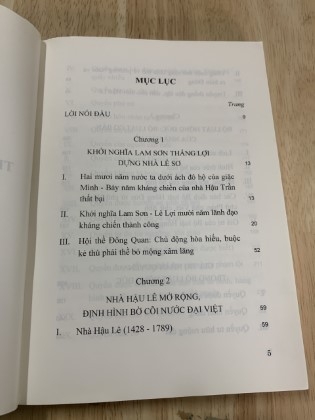 MỤC LỤC
Trang
LỜI NÓI ĐẦU 9
Chương 1
KHỞI NGHĨA LAM SƠN THẮNG LỢI
DỰNG NHÀ LÊ SƠ 13
I. Hai mươi năm nước ta dưới ách đô hộ của giặc
Minh - Bảy năm kháng chiến của nhà Hậu Trần
thất bại 13
II. Khởi nghĩa Lam Sơn - Lê Lợi mười năm lãnh đạo
kháng chiến thành công 20
III. Hội thề Đông Quan: Chủ động hòa hiếu, buộc
kẻ thù phải thề bỏ mộng xâm lăng 52
Chương 2
NHÀ HẬU LÊ MỞ RỘNG,
ĐỊNH HÌNH BỜ CÕI NƯỚC ĐẠI VIỆT 59
I. Nhà Hậu Lê (1428 - 1789) 59
5